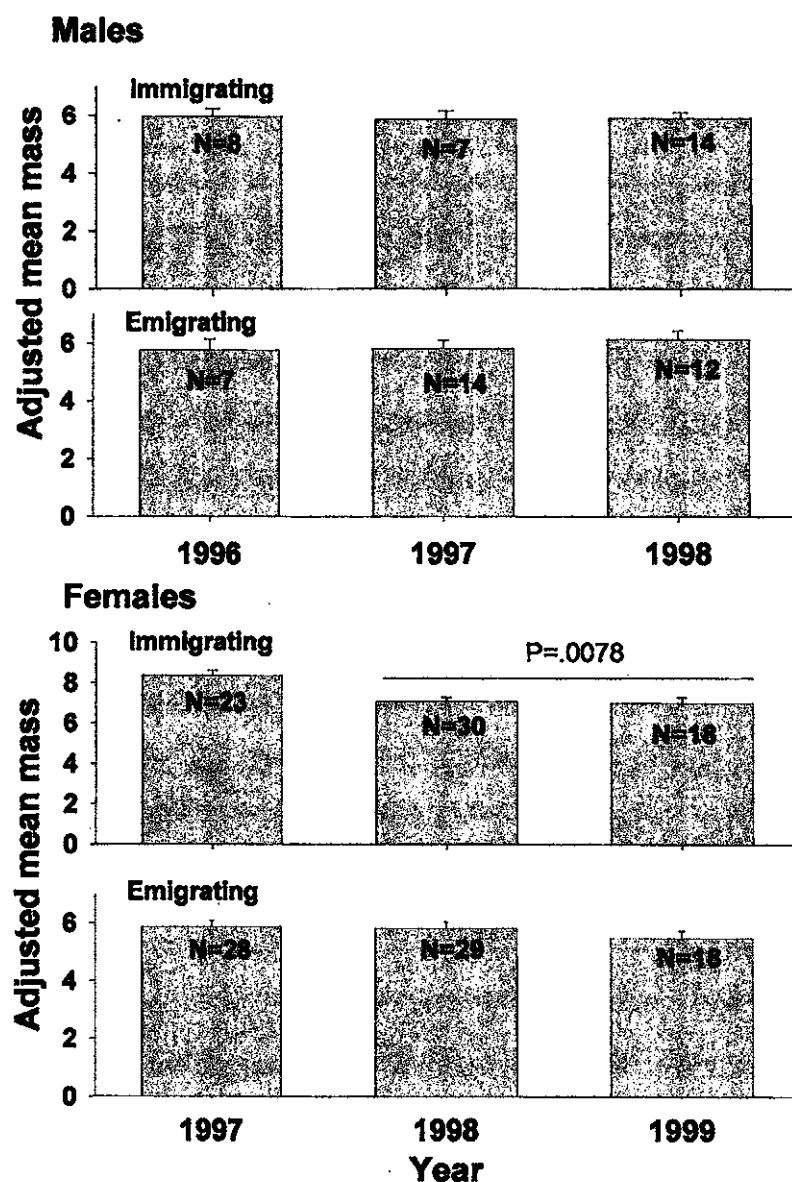 Males
Immigrating
6
4
2
0
N=8
N=7
N=14
Adjusted mean mass
Emigrating
6
4
2
0
N=7
N=14
N=12
1996
1997
1998
Females
Immigrating
10
8
6
4
2
0
P=.0078
N=23
N=30
N=18
Adjusted mean mass
Emigrating
6
4
2
0
N=28
N=29
N=18
1997
1998
1999
Year